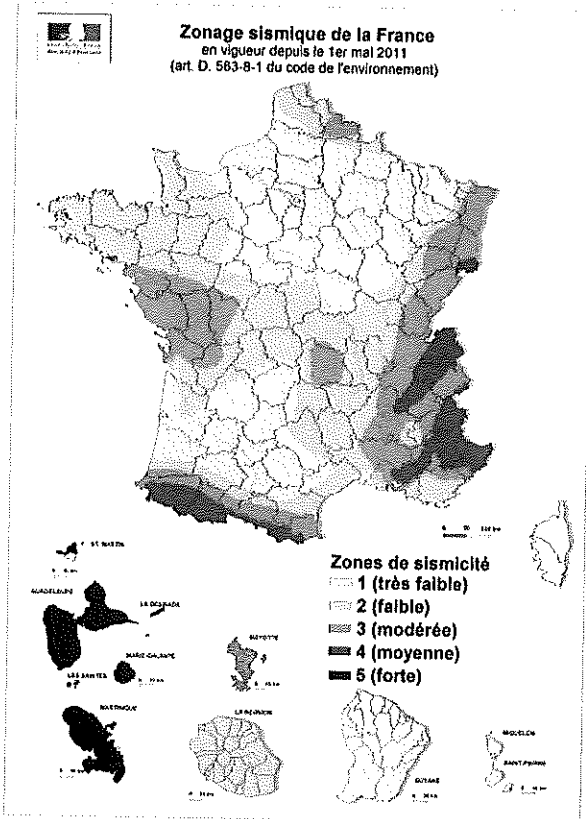 Zonage sismique de la France
en vigueur depuis le 1er mai 2011
(art. D. 563-8-1 du code de l'environnement)
ST MARTIN
GUADELOUPE
LA DESIRADE
MARIE-GALANTE
LES SAINTES
MAYOTTE
MARTINIQUE
LA REUNION
GUYANE
MIQUELON
SAINT-PIERRE
Zones de sismicité
1 (très faible)
2 (faible)
3 (modérée)
4 (moyenne)
5 (forte)